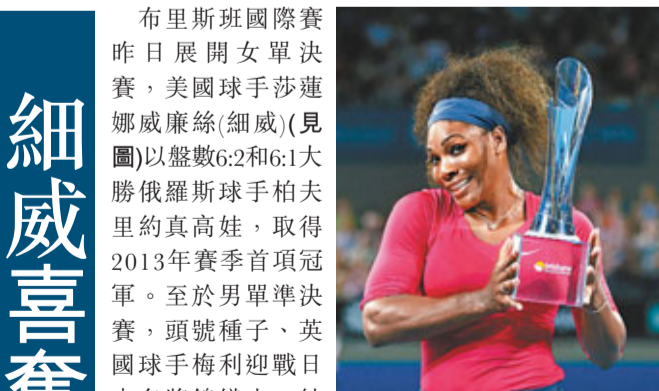 細威喜奪
布里斯班國際賽
昨日展開女單決
賽，美國球手莎蓮
娜威廉絲(細威)(見
圖)以盤數6:2和6:1大
勝俄羅斯球手柏夫
里約真高娃，取得
2013年賽季首項冠
軍。至於男單準決
賽，頭號種子、英
國球手梅利迎戰日